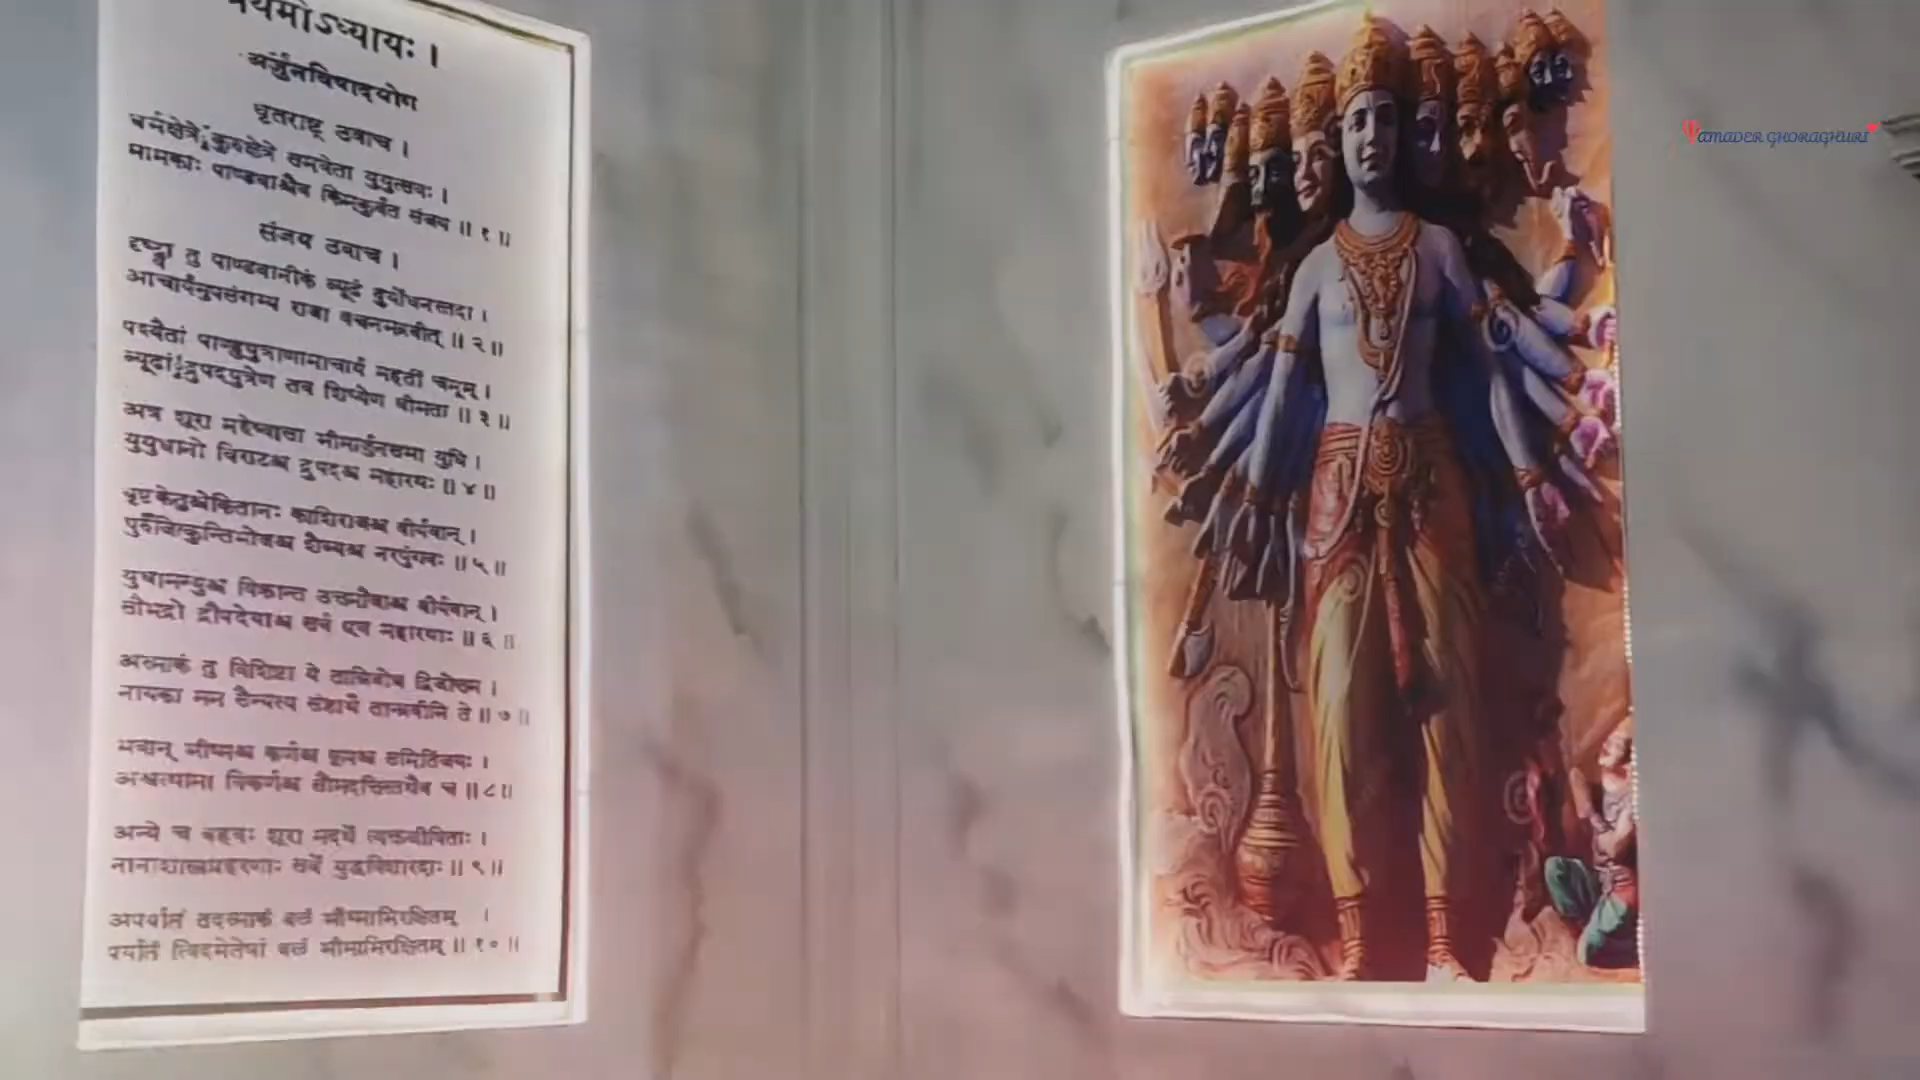 प्रथमोऽध्यायः ।
अर्जुनविषादयोग
धृतराष्ट्र उवाच ।
धर्मक्षेत्रे कुरुक्षेत्रे समवेता युयुत्सवः ।
मामकाः पाण्डवाश्चैव किमकुर्वत संजय ॥ १ ॥
संजय उवाच ।
दृष्ट्वा तु पाण्डवानीकं व्यूढं दुर्योधनस्तदा ।
आचार्यमुपसंगम्य राजा वचनमब्रवीत् ॥ २ ॥
पश्यैतां पाण्डुपुत्राणामाचार्य महतीं चमूम् ।
व्यूढां द्रुपदपुत्रेण तव शिष्येण धीमता ॥ ३ ॥
अत्र शूरा महेष्वासा भीमार्जुनसमा युधि ।
युयुधानो विराटश्च द्रुपदश्च महारथः ॥ ४ ॥
धृष्टकेतुश्चेकितानः काशिराजश्च वीर्यवान् ।
पुरुजित्कुन्तिभोजश्च शैब्यश्च नरपुंगवः ॥ ५ ॥
युधामन्युश्च विक्रान्त उत्तमौजाश्च वीर्यवान् ।
सौभद्रो द्रौपदेयाश्च सर्व एव महारथाः ॥ ६ ॥
अस्माकं तु विशिष्टा ये तान्निबोध द्विजोत्तम ।
नायका मम सैन्यस्य संज्ञार्थं तान्ब्रवीमि ते ॥ ७ ॥
भवान् भीष्मश्च कर्णश्च कृपश्च समितिंजयः ।
अश्वत्थामा विकर्णश्च सौमदत्तिस्तथैव च ॥ ८ ॥
अन्ये च बहवः शूरा मदर्थे त्यक्तजीविताः ।
नानाशस्त्रप्रहरणाः सर्वे युद्धविशारदाः ॥ ९ ॥
अपर्याप्तं तदस्माकं बलं भीष्माभिरक्षितम् ।
पर्याप्तं त्विदमेतेषां बलं भीमाभिरक्षितम् ॥ १० ॥
AMADER GHORAGHURI